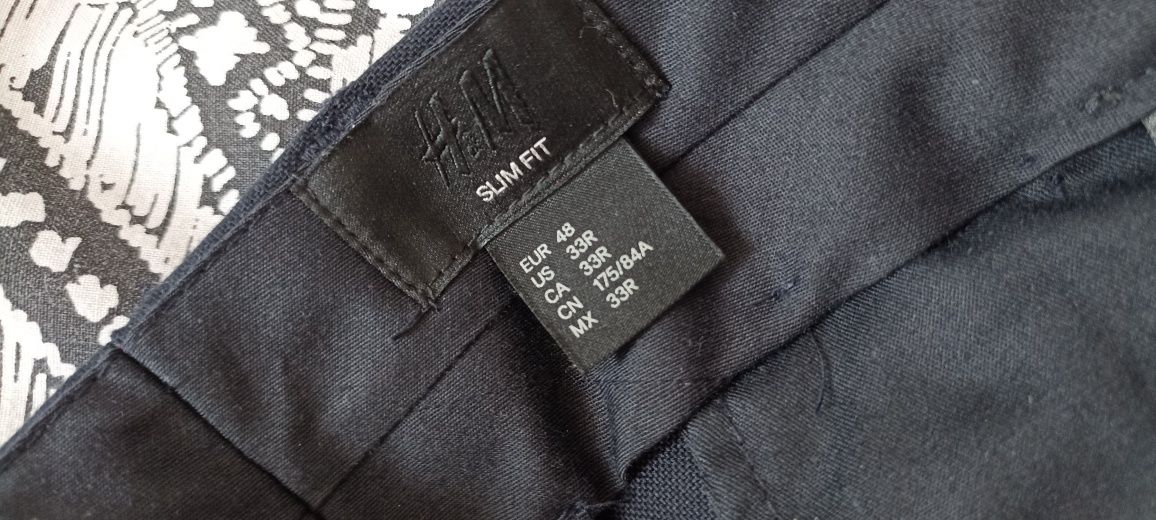 H&M
SLIM FIT
EUR 48
US 33R
CA 33R
CN 175/84A
MX 33R